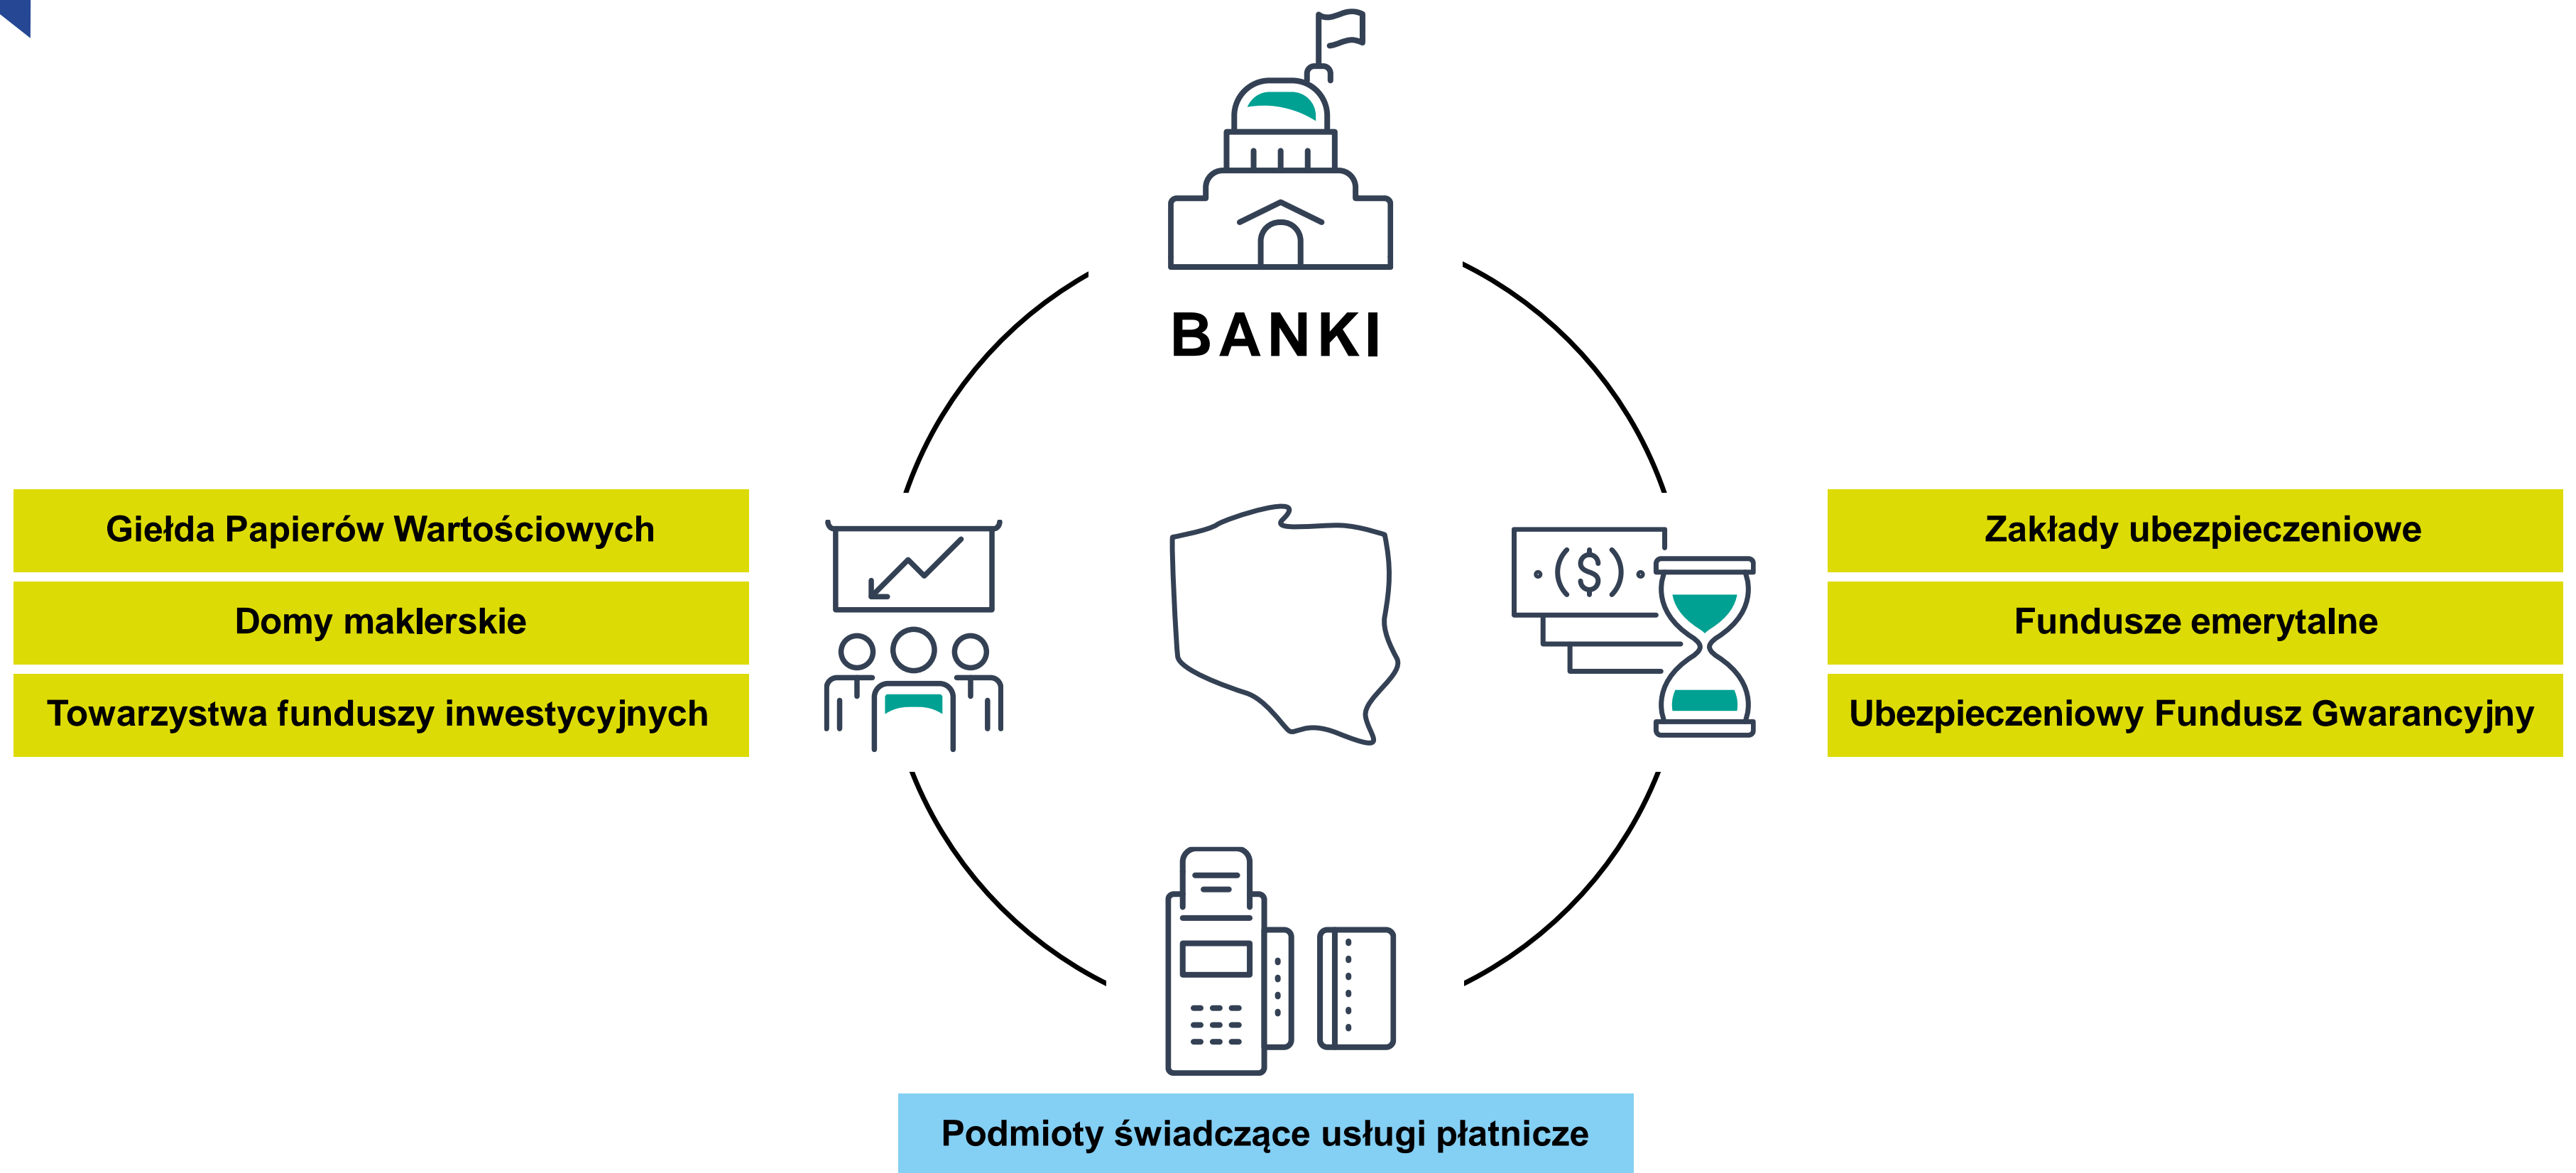 BANKI
Giełda Papierów Wartościowych
Domy maklerskie
Towarzystwa funduszy inwestycyjnych
($)
Zakłady ubezpieczeniowe
Fundusze emerytalne
Ubezpieczeniowy Fundusz Gwarancyjny
Podmioty świadczące usługi płatnicze